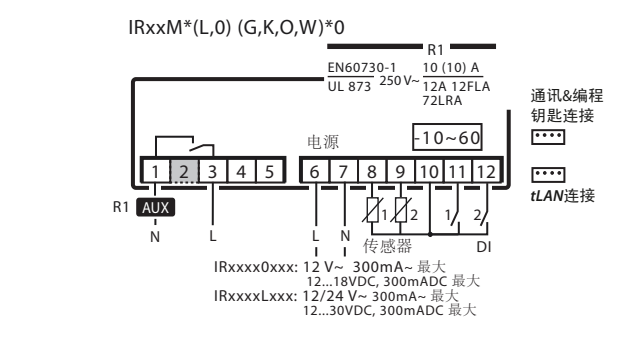 IRxxM*(L,0) (G,K,O,W)*0
R1
EN60730-1
UL 873
250 V~
10 (10) A
12A 12FLA
72LRA
通讯&编程
钥匙连接
电源
-10~60
1 2 3 4 5
6 7 8 9 10 11 12
tLAN连接
R1 AUX
1 2 1 2
N L L N
传感器
DI
IRxxxx0xxx: 12 V~ 300mA~ 最大
12...18VDC, 300mADC 最大
IRxxxxLxxx: 12/24 V~ 300mA~ 最大
12...30VDC, 300mADC 最大